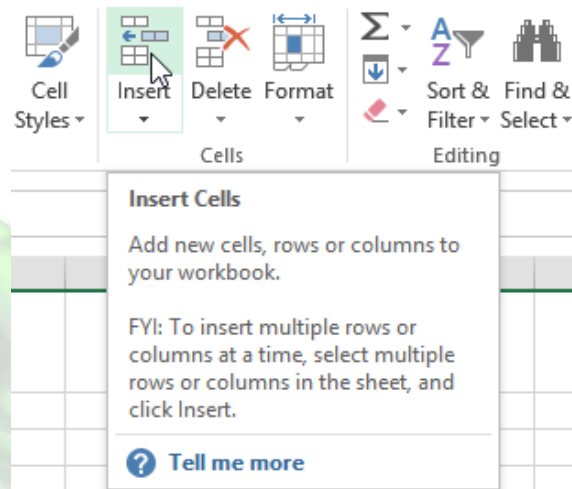 Cell Styles
Insert
Delete
Format
Sort & Filter
Find & Select
Cells
Editing
Insert Cells
Add new cells, rows or columns to
your workbook.
FYI: To insert multiple rows or
columns at a time, select multiple
rows or columns in the sheet, and
click Insert.
Tell me more